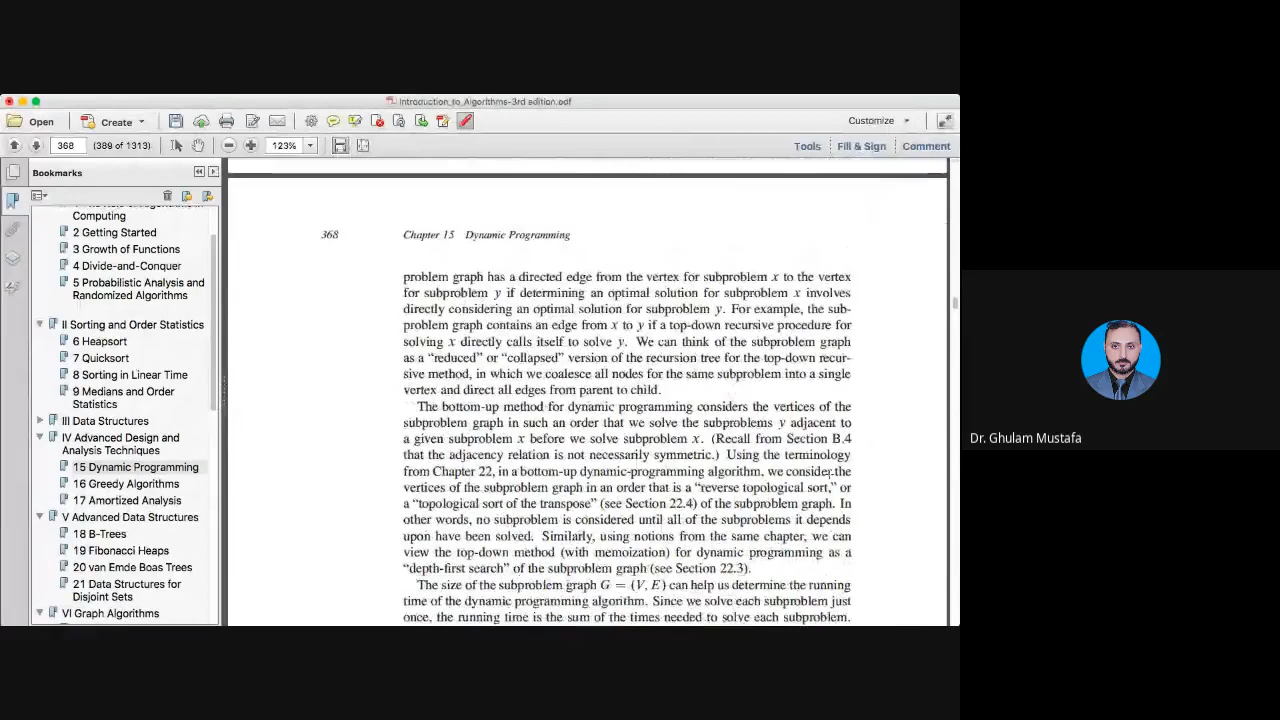 Introduction_to_Algorithms-3rd edition.pdf
Open Create Customize
368 (389 of 1313) 123% Tools Fill & Sign Comment
Bookmarks
Computing
2 Getting Started
3 Growth of Functions
4 Divide-and-Conquer
5 Probabilistic Analysis and
Randomized Algorithms
II Sorting and Order Statistics
6 Heapsort
7 Quicksort
8 Sorting in Linear Time
9 Medians and Order
Statistics
III Data Structures
IV Advanced Design and
Analysis Techniques
15 Dynamic Programming
16 Greedy Algorithms
17 Amortized Analysis
V Advanced Data Structures
18 B-Trees
19 Fibonacci Heaps
20 van Emde Boas Trees
21 Data Structures for
Disjoint Sets
VI Graph Algorithms
368 Chapter 15 Dynamic Programming
problem graph has a directed edge from the vertex for subproblem x to the vertex
for subproblem y if determining an optimal solution for subproblem x involves
directly considering an optimal solution for subproblem y. For example, the sub-
problem graph contains an edge from x to y if a top-down recursive procedure for
solving x directly calls itself to solve y. We can think of the subproblem graph
as a “reduced” or “collapsed” version of the recursion tree for the top-down recur-
sive method, in which we coalesce all nodes for the same subproblem into a single
vertex and direct all edges from parent to child.
The bottom-up method for dynamic programming considers the vertices of the
subproblem graph in such an order that we solve the subproblems y adjacent to
a given subproblem x before we solve subproblem x. (Recall from Section B.4
that the adjacency relation is not necessarily symmetric.) Using the terminology
from Chapter 22, in a bottom-up dynamic-programming algorithm, we consider the
vertices of the subproblem graph in an order that is a “reverse topological sort,” or
a “topological sort of the transpose” (see Section 22.4) of the subproblem graph. In
other words, no subproblem is considered until all of the subproblems it depends
upon have been solved. Similarly, using notions from the same chapter, we can
view the top-down method (with memoization) for dynamic programming as a
“depth-first search” of the subproblem graph (see Section 22.3).
The size of the subproblem graph G = (V, E) can help us determine the running
time of the dynamic programming algorithm. Since we solve each subproblem just
once, the running time is the sum of the times needed to solve each subproblem.
Dr. Ghulam Mustafa